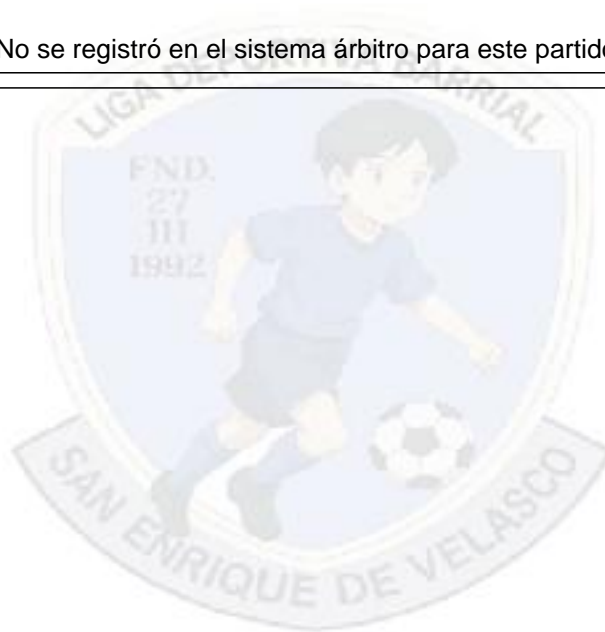 No se registró en el sistema árbitro para este partido
LIGA DEPORTIVA BARRIAL
FND.
27
III
1992
SAN ENRIQUE DE VELASCO